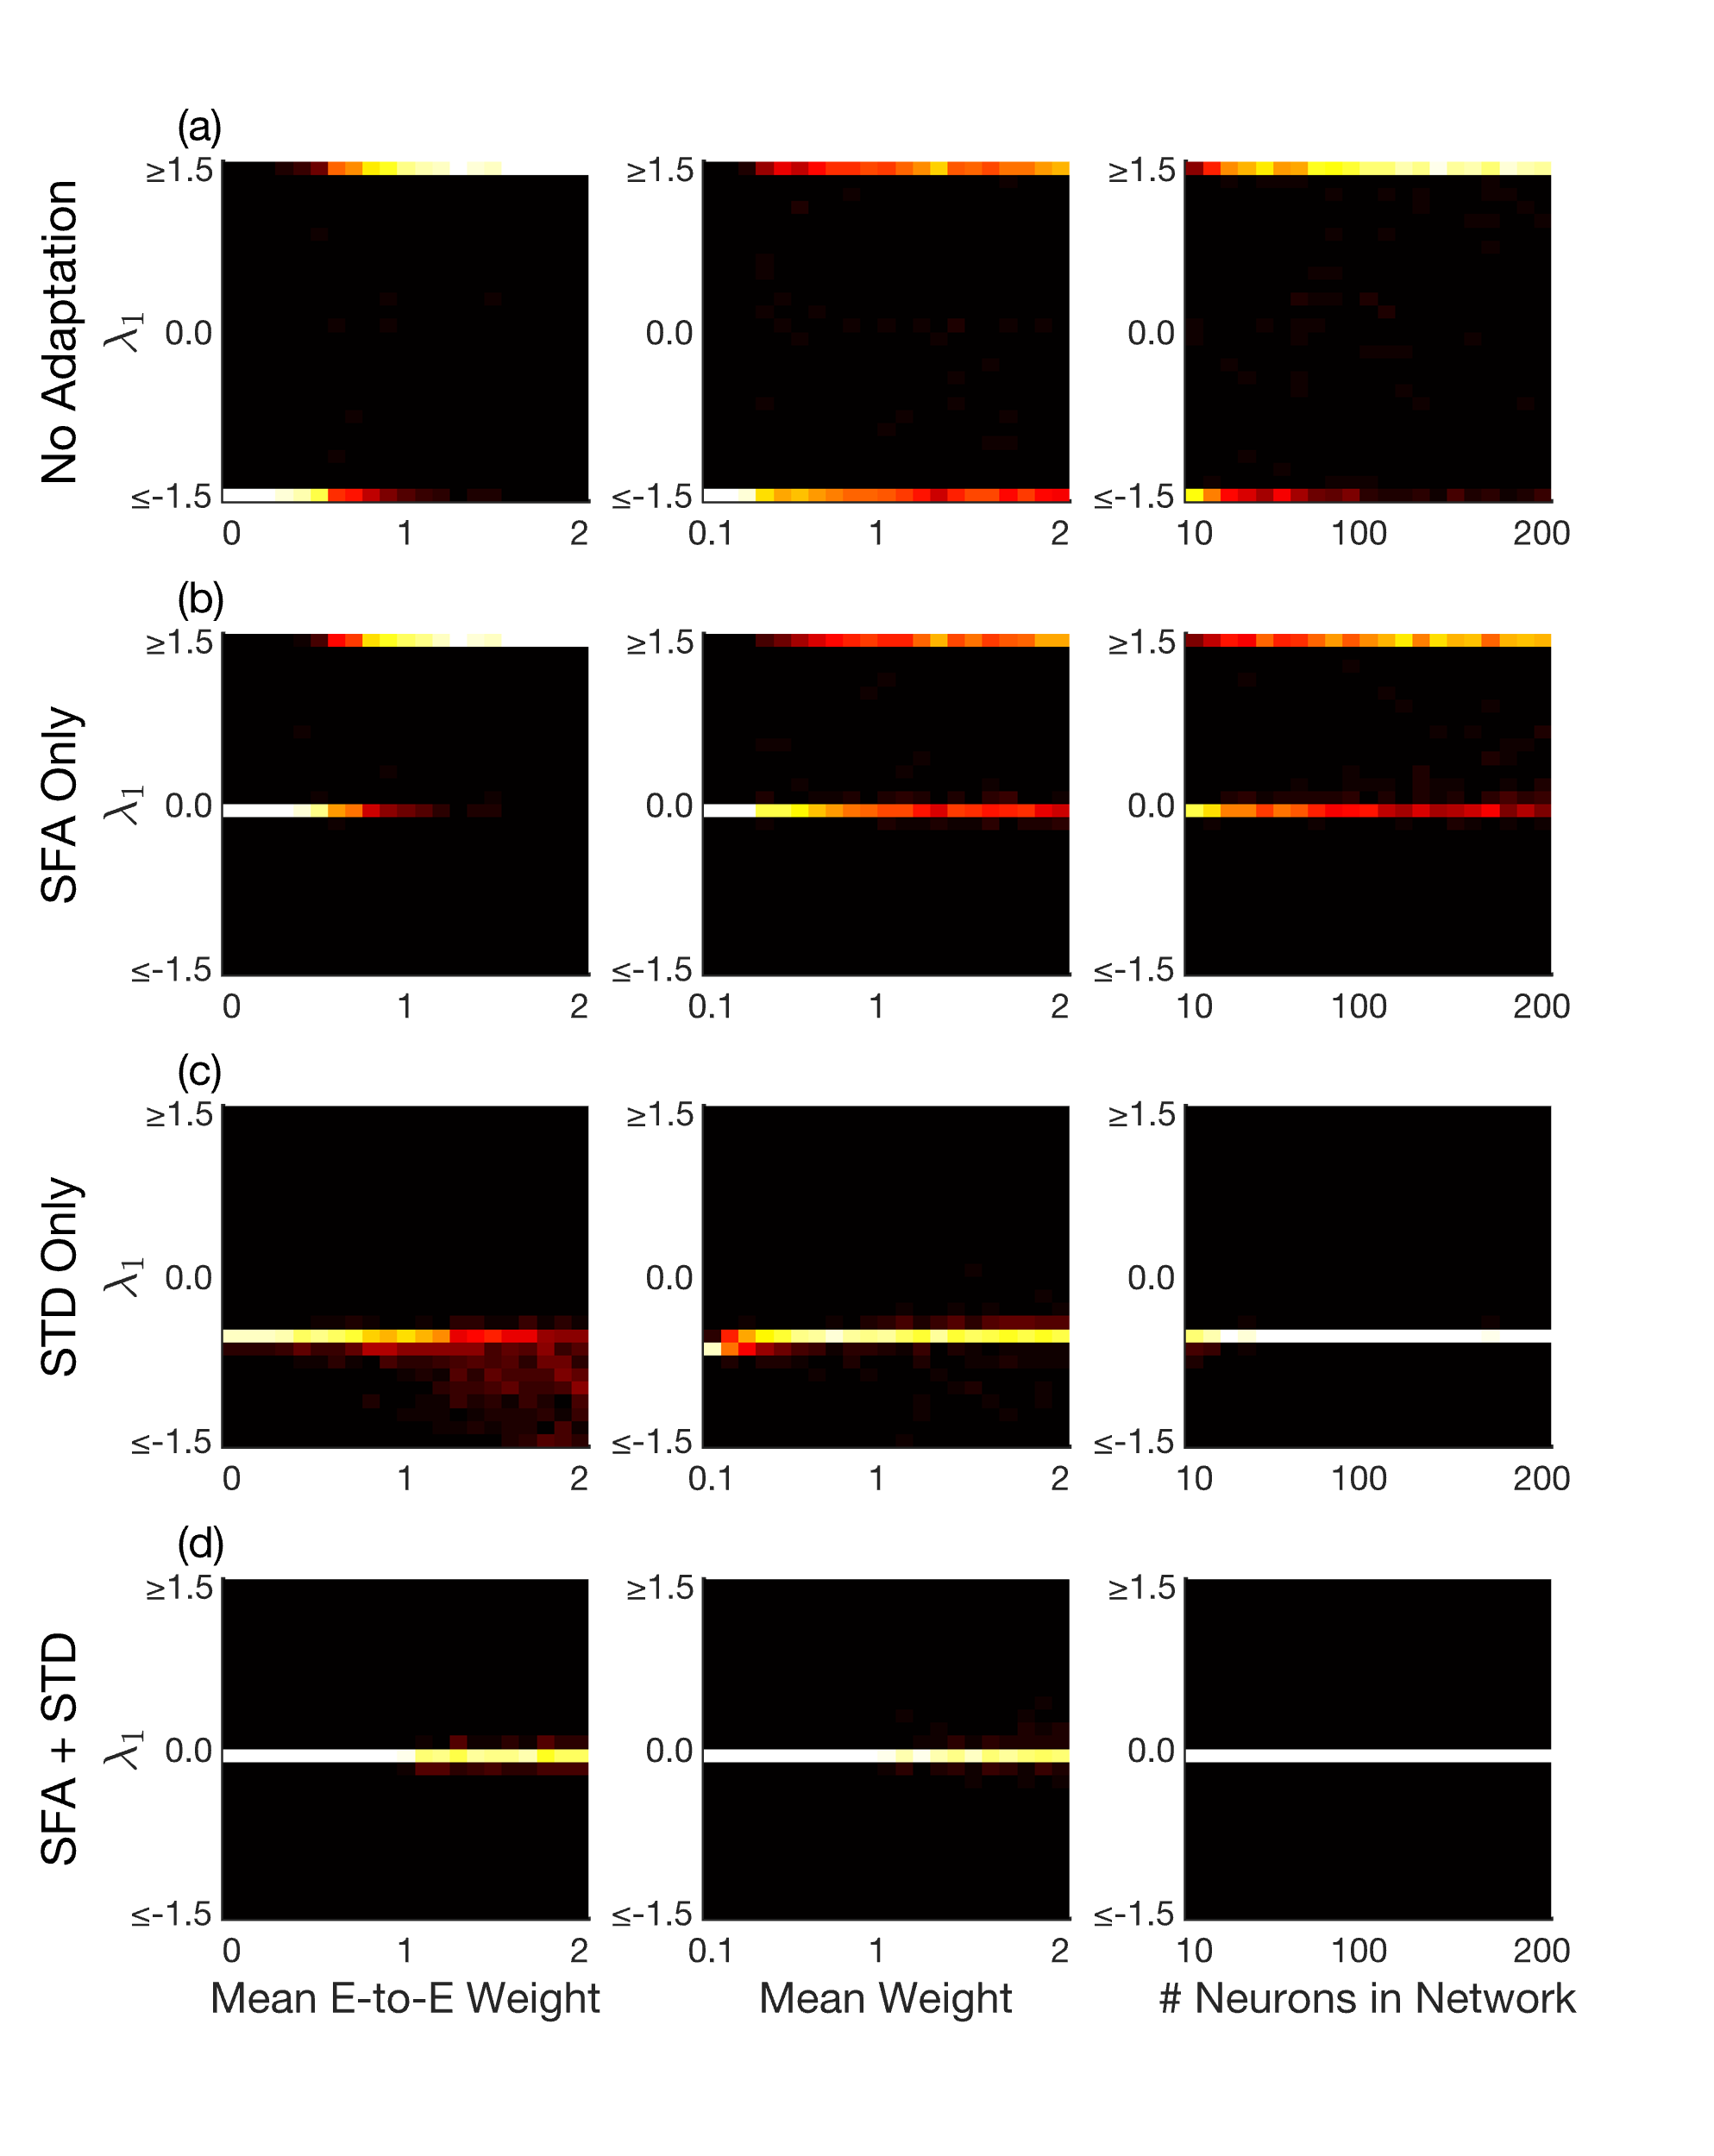 (a)
No Adaptation
λ1
≥1.5
0.0
≤-1.5
0 1 2
≥1.5
0.0
≤-1.5
0.1 1 2
≥1.5
0.0
≤-1.5
10 100 200
(b)
SFA Only
λ1
≥1.5
0.0
≤-1.5
0 1 2
≥1.5
0.0
≤-1.5
0.1 1 2
≥1.5
0.0
≤-1.5
10 100 200
(c)
STD Only
λ1
≥1.5
0.0
≤-1.5
0 1 2
≥1.5
0.0
≤-1.5
0.1 1 2
≥1.5
0.0
≤-1.5
10 100 200
(d)
SFA + STD
λ1
≥1.5
0.0
≤-1.5
0 1 2
Mean E-to-E Weight
≥1.5
0.0
≤-1.5
0.1 1 2
Mean Weight
≥1.5
0.0
≤-1.5
10 100 200
# Neurons in Network